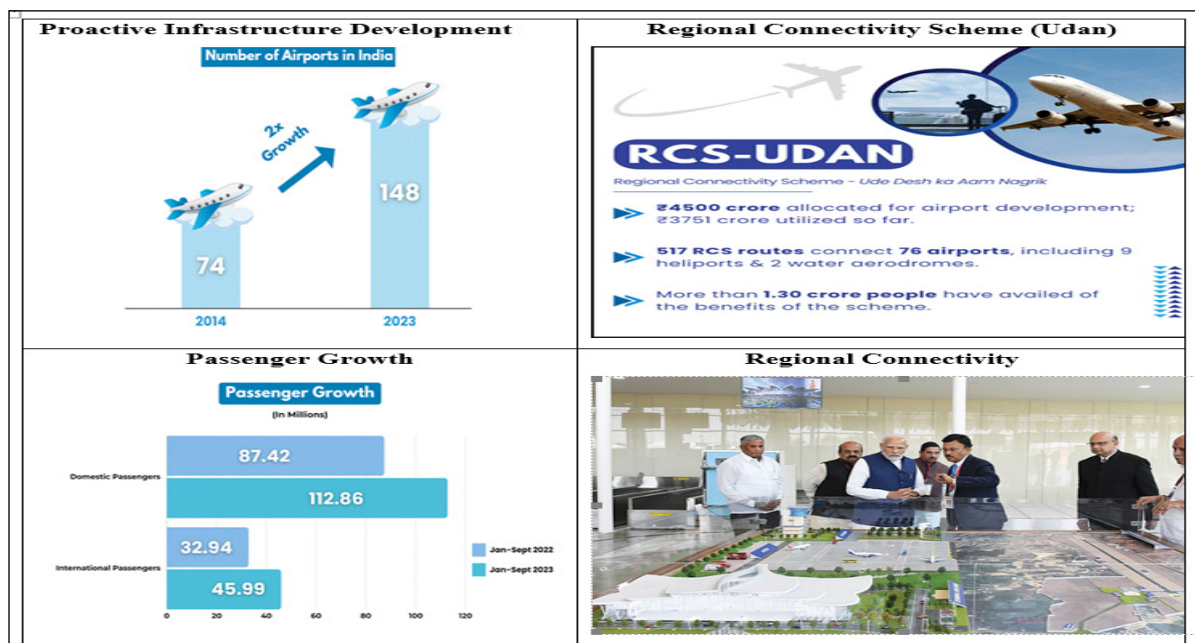 Proactive Infrastructure Development
Number of Airports in India
2x
Growth
74
148
2014
2023
Regional Connectivity Scheme (Udan)
RCS-UDAN
Regional Connectivity Scheme – Ude Desh ka Aam Nagrik
₹4500 crore allocated for airport development;
₹3751 crore utilized so far.
517 RCS routes connect 76 airports, including 9
heliports & 2 water aerodromes.
More than 1.30 crore people have availed of
the benefits of the scheme.
Passenger Growth
Passenger Growth
(In Millions)
Domestic Passengers
87.42
112.86
International Passengers
32.94
45.99
Jan-Sept 2022
Jan-Sept 2023
0 20 40 60 80 100 120
Regional Connectivity